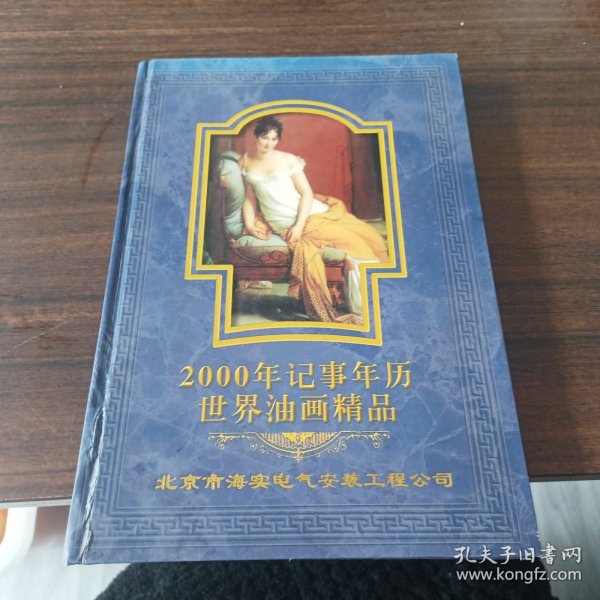 2000年记事年历
世界油画精品
北京市海实电气安装工程公司
孔夫子旧书网
www.kongfz.com